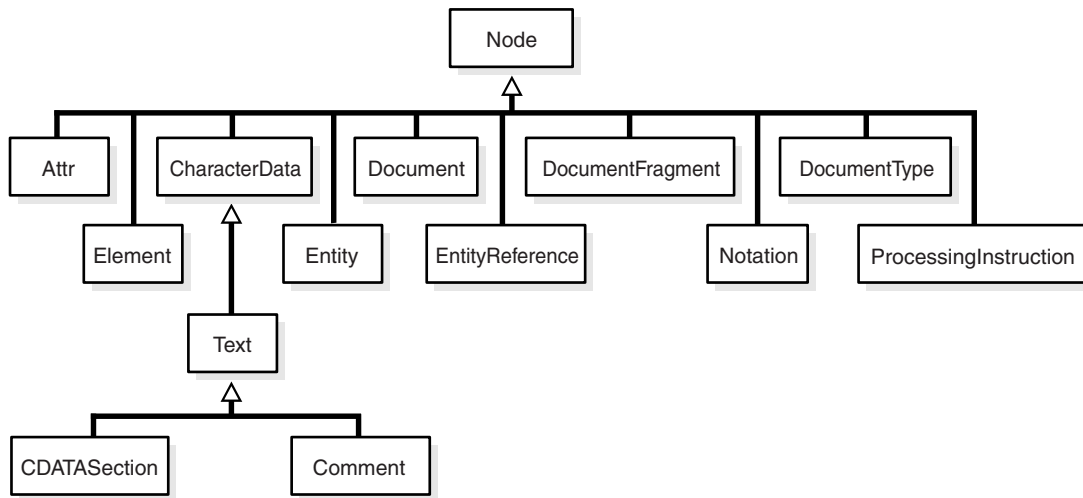 Node
Attr
CharacterData
Document
DocumentFragment
DocumentType
Element
Entity
EntityReference
Notation
ProcessingInstruction
Text
CDATASection
Comment